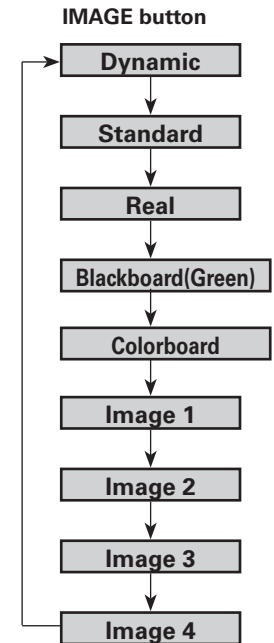 IMAGE button
Dynamic
Standard
Real
Blackboard(Green)
Colorboard
Image 1
Image 2
Image 3
Image 4